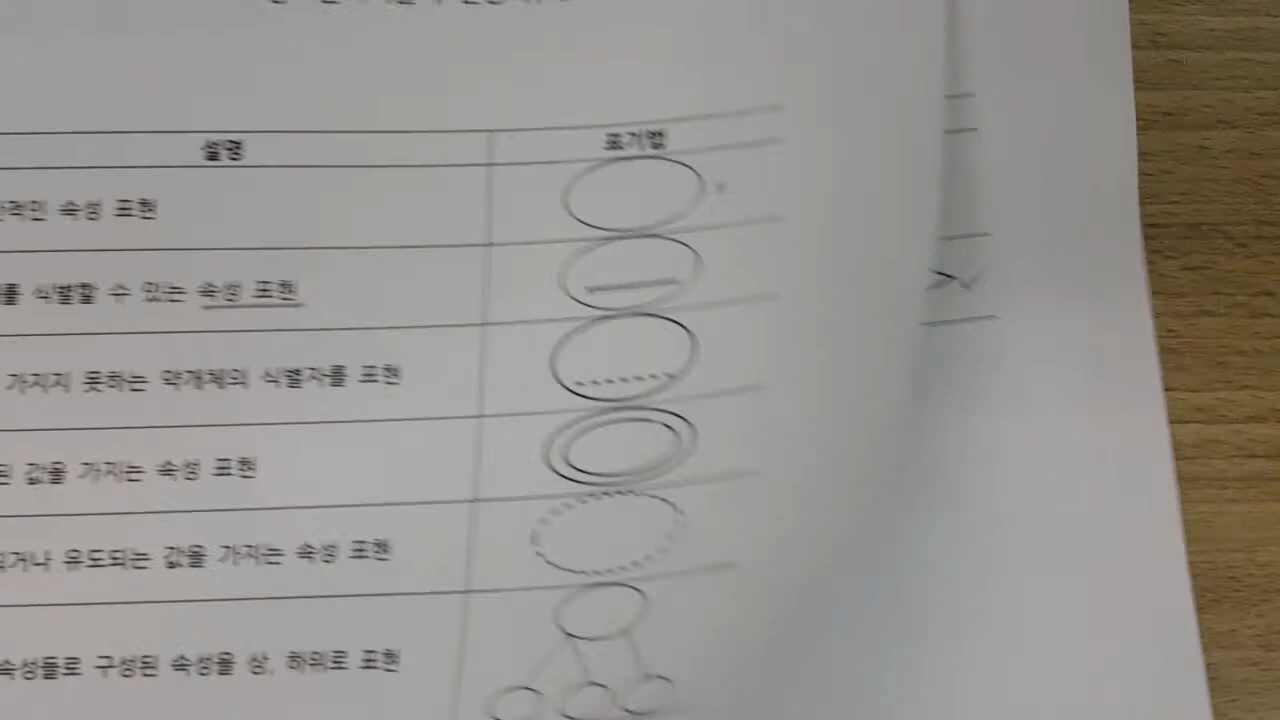 설명 표기법
적인 속성 표현
를 식별할 수 있는 속성 표현
가지지 못하는 약개체의 식별자를 표현
된 값을 가지는 속성 표현
되거나 유도되는 값을 가지는 속성 표현
속성들로 구성된 속성을 상, 하위로 표현